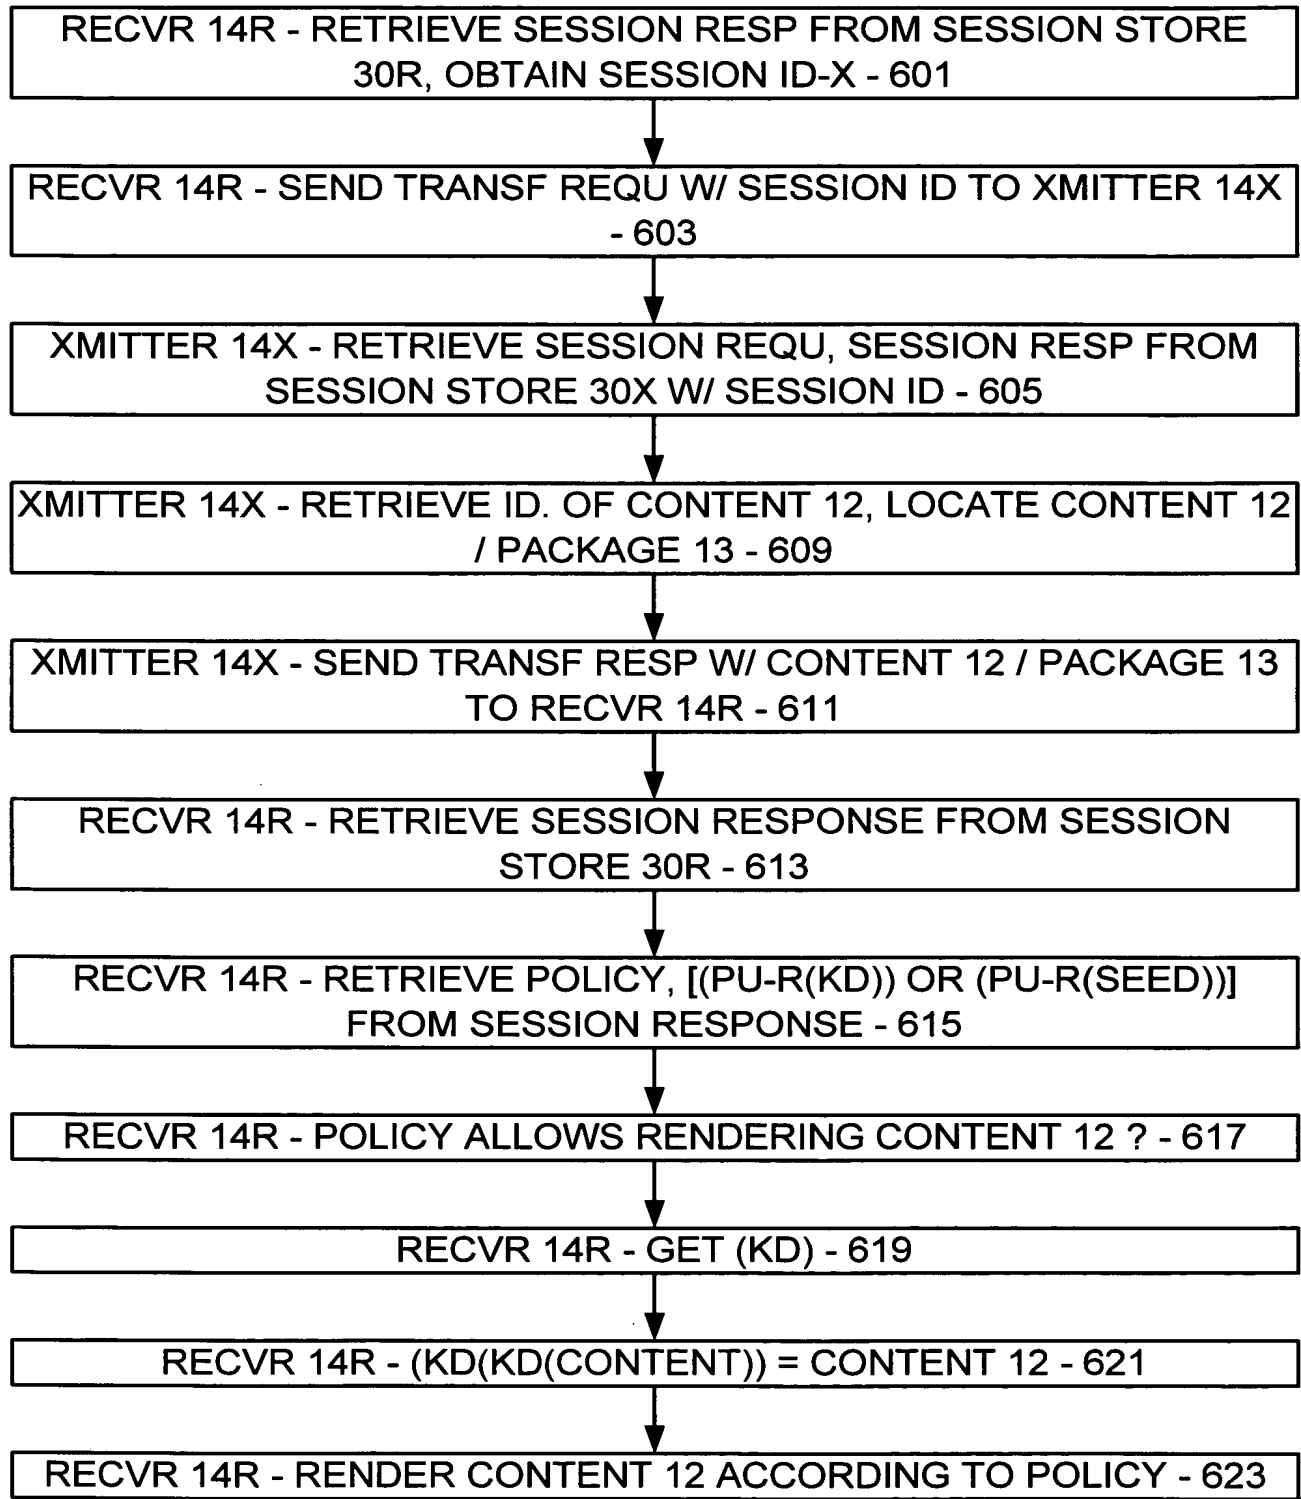 RECVR 14R - RETRIEVE SESSION RESP FROM SESSION STORE
30R, OBTAIN SESSION ID-X - 601
RECVR 14R - SEND TRANSF REQU W/ SESSION ID TO XMITTER 14X
- 603
XMITTER 14X - RETRIEVE SESSION REQU, SESSION RESP FROM
SESSION STORE 30X W/ SESSION ID - 605
XMITTER 14X - RETRIEVE ID. OF CONTENT 12, LOCATE CONTENT 12
/ PACKAGE 13 - 609
XMITTER 14X - SEND TRANSF RESP W/ CONTENT 12 / PACKAGE 13
TO RECVR 14R - 611
RECVR 14R - RETRIEVE SESSION RESPONSE FROM SESSION
STORE 30R - 613
RECVR 14R - RETRIEVE POLICY, [(PU-R(KD)) OR (PU-R(SEED))]
FROM SESSION RESPONSE - 615
RECVR 14R - POLICY ALLOWS RENDERING CONTENT 12 ? - 617
RECVR 14R - GET (KD) - 619
RECVR 14R - (KD(KD(CONTENT)) = CONTENT 12 - 621
RECVR 14R - RENDER CONTENT 12 ACCORDING TO POLICY - 623